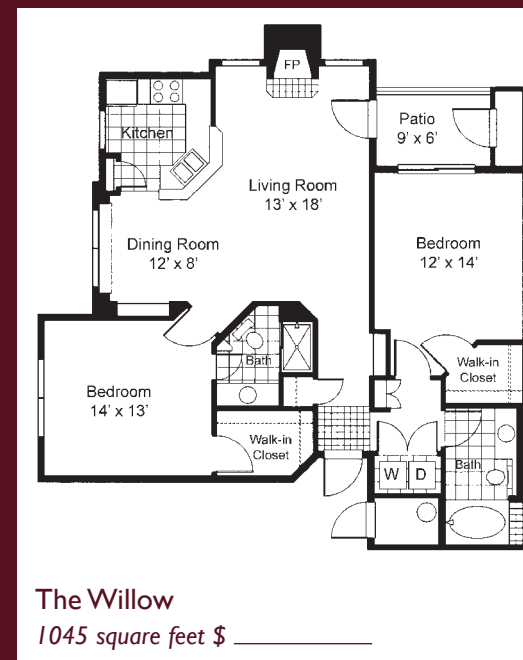 FP
Kitchen
Patio
9' x 6'
Living Room
13' x 18'
Dining Room
12' x 8'
Bedroom
12' x 14'
Bath
Walk-in
Closet
Bedroom
14' x 13'
Walk-in
Closet
W D
Bath
The Willow
1045 square feet $ ____________